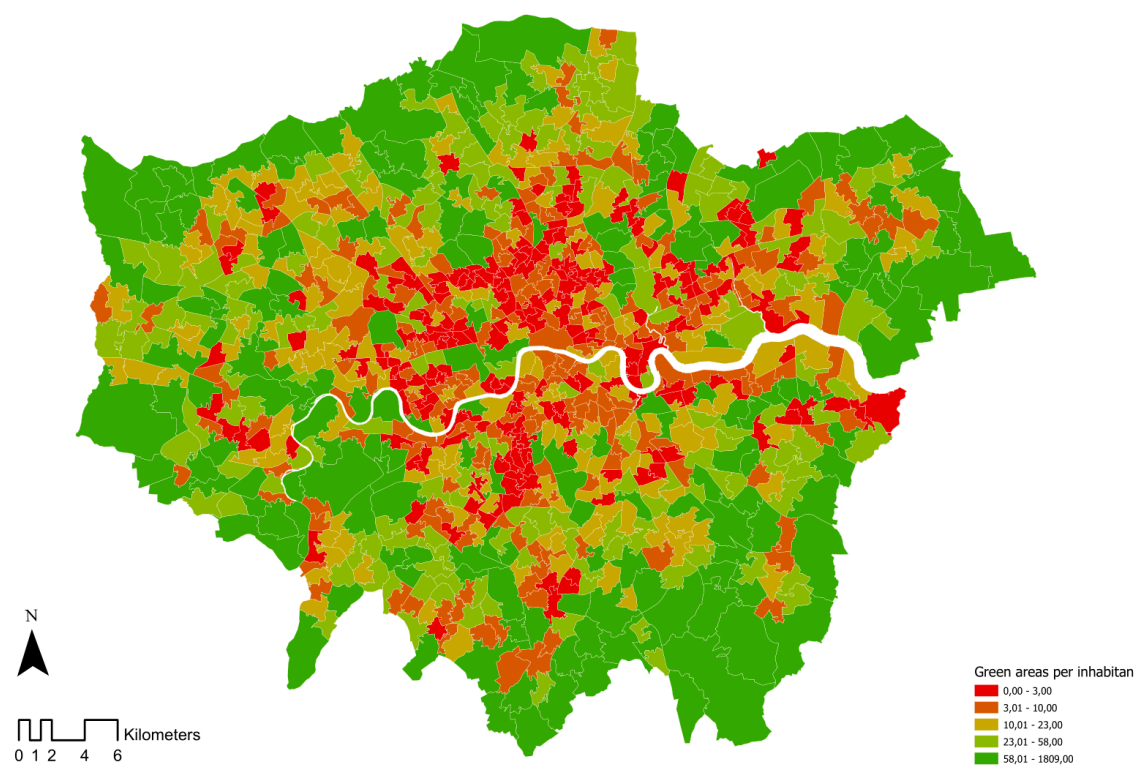 N
Kilometers
0 1 2 4 6
Green areas per inhabitan
0,00 - 3,00
3,01 - 10,00
10,01 - 23,00
23,01 - 58,00
58,01 - 1809,00